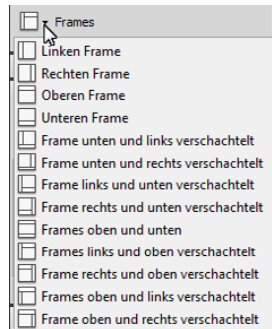 Frames
Linken Frame
Rechten Frame
Oberen Frame
Unteren Frame
Frame unten und links verschachtelt
Frame unten und rechts verschachtelt
Frame links und unten verschachtelt
Frame rechts und unten verschachtelt
Frames oben und unten
Frames links und oben verschachtelt
Frame rechts und oben verschachtelt
Frames oben und links verschachtelt
Frame oben und rechts verschachtelt